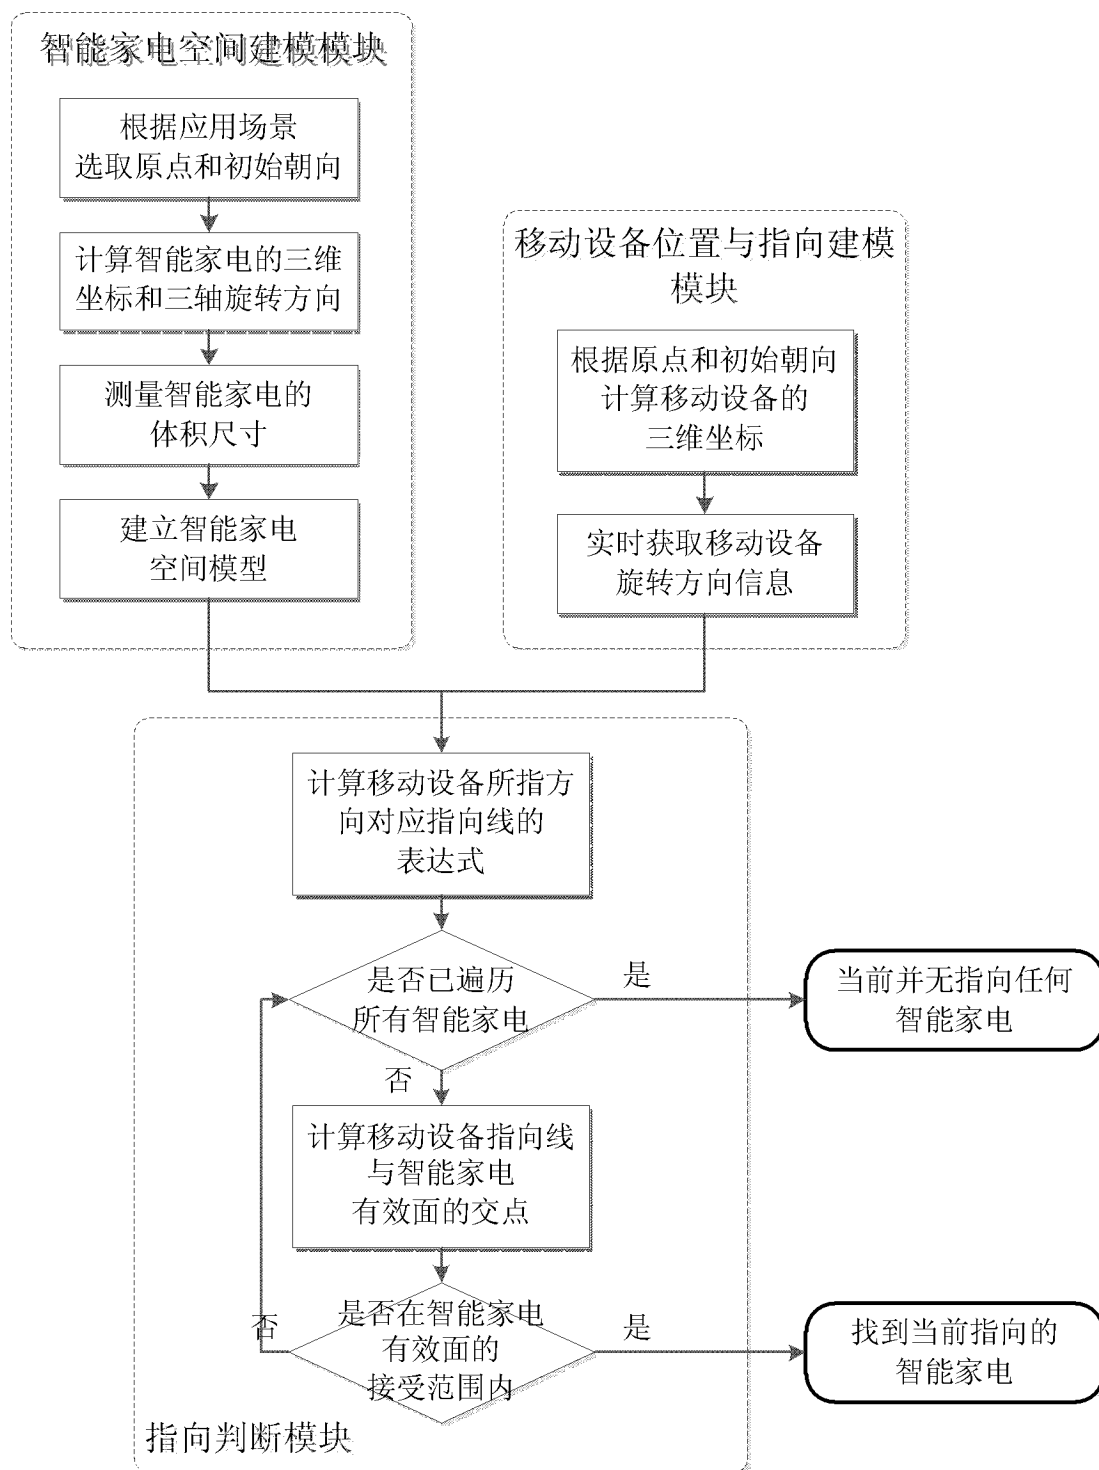 智能家电空间建模模块
根据应用场景
选取原点和初始朝向
计算智能家电的三维
坐标和三轴旋转方向
测量智能家电的
体积尺寸
建立智能家电
空间模型
移动设备位置与指向建模
模块
根据原点和初始朝向
计算移动设备的
三维坐标
实时获取移动设备
旋转方向信息
计算移动设备所指方
向对应指向线的
表达式
是否已遍历
所有智能家电
是
当前并无指向任何
智能家电
否
计算移动设备指向线
与智能家电
有效面的交点
是否在智能家电
有效面的
接受范围内
否
是
找到当前指向的
智能家电
指向判断模块